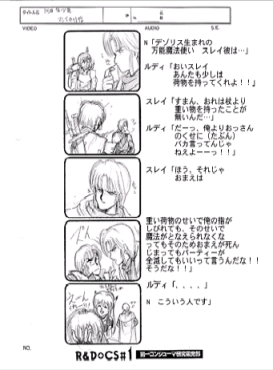 VIDEO
AUDIO
S.E.
N「デゾリス生まれの
万能魔法使い スレイ彼は…」
ルディ「おいスレイ
あんたも少しは
荷物を持ってくれよ！！」
スレイ「すまん、おれは杖より
重い物を持ったことが
無いんだ…」
ルディ「だーっ、俺よりおっさん
のくせに（たぶん）
バカ言ってんじゃ
ねえよーーっ！！」
スレイ「ほう、それじゃ
おまえは
重い荷物のせいで俺の指が
しびれても、そのせいで
魔法がとなえられなくな
ってもそのためおまえが死ん
じまってもパーティーが
全滅してもいいって言うんだな！！
そうだな！！」
ルディ「、、、、」
N こういう人です」
NO.
R&D・CS#1